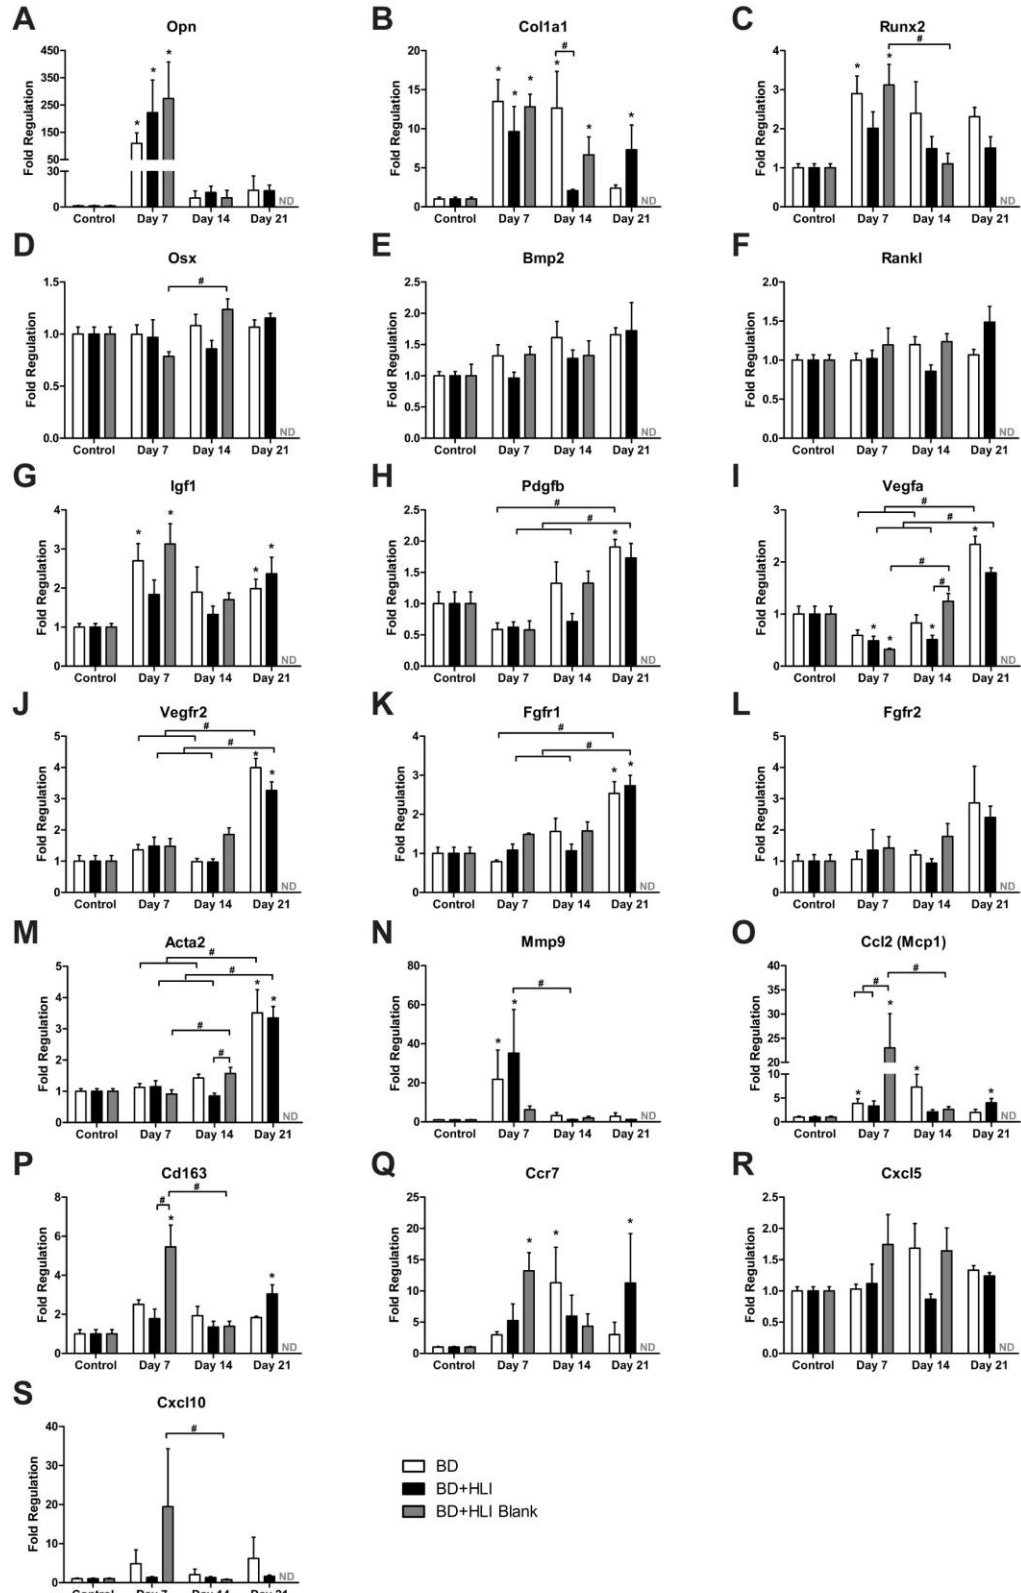 A
Opn
Fold Regulation
450
350
250
150
50
30
0
*
*
*
ND
Control Day 7 Day 14 Day 21
B
Col1a1
Fold Regulation
20
15
10
5
0
*
*
*
*
#
*
*
ND
Control Day 7 Day 14 Day 21
C
Runx2
Fold Regulation
4
3
2
1
0
*
*
#
ND
Control Day 7 Day 14 Day 21
D
Osx
Fold Regulation
1.5
1.0
0.5
0.0
#
ND
Control Day 7 Day 14 Day 21
E
Bmp2
Fold Regulation
2.5
2.0
1.5
1.0
0.5
0.0
ND
Control Day 7 Day 14 Day 21
F
Rankl
Fold Regulation
2.0
1.5
1.0
0.5
0.0
ND
Control Day 7 Day 14 Day 21
G
Igf1
Fold Regulation
4
3
2
1
0
*
*
*
*
ND
Control Day 7 Day 14 Day 21
H
Pdgfb
Fold Regulation
2.5
2.0
1.5
1.0
0.5
0.0
#
#
*
ND
Control Day 7 Day 14 Day 21
I
Vegfa
Fold Regulation
3
2
1
0
#
#
#
#
*
*
*
*
ND
Control Day 7 Day 14 Day 21
J
Vegfr2
Fold Regulation
5
4
3
2
1
0
#
#
*
*
ND
Control Day 7 Day 14 Day 21
K
Fgfr1
Fold Regulation
4
3
2
1
0
#
#
*
*
ND
Control Day 7 Day 14 Day 21
L
Fgfr2
Fold Regulation
5
4
3
2
1
0
ND
Control Day 7 Day 14 Day 21
M
Acta2
Fold Regulation
5
4
3
2
1
0
#
#
#
#
*
*
ND
Control Day 7 Day 14 Day 21
N
Mmp9
Fold Regulation
80
60
40
20
0
*
*
#
ND
Control Day 7 Day 14 Day 21
O
Ccl2 (Mcp1)
Fold Regulation
40
35
30
25
20
10
5
0
#
#
*
*
*
*
ND
Control Day 7 Day 14 Day 21
P
Cd163
Fold Regulation
8
6
4
2
0
#
#
*
*
ND
Control Day 7 Day 14 Day 21
Q
Ccr7
Fold Regulation
25
20
15
10
5
0
*
*
*
ND
Control Day 7 Day 14 Day 21
R
Cxcl5
Fold Regulation
2.5
2.0
1.5
1.0
0.5
0.0
ND
Control Day 7 Day 14 Day 21
S
Cxcl10
Fold Regulation
40
30
20
10
0
#
ND
Control Day 7 Day 14 Day 21
BD
BD+HLI
BD+HLI Blank